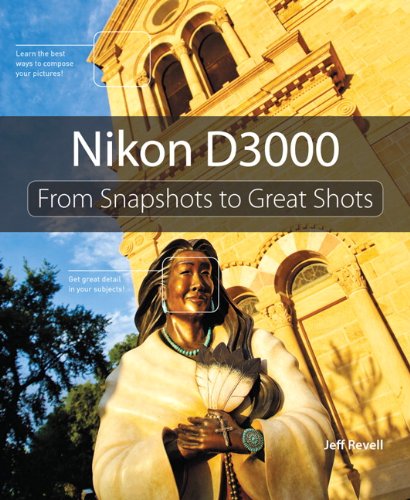 Learn the best
ways to compose
your pictures!
Nikon D3000
From Snapshots to Great Shots
Get great detail
in your subjects!
Jeff Revell